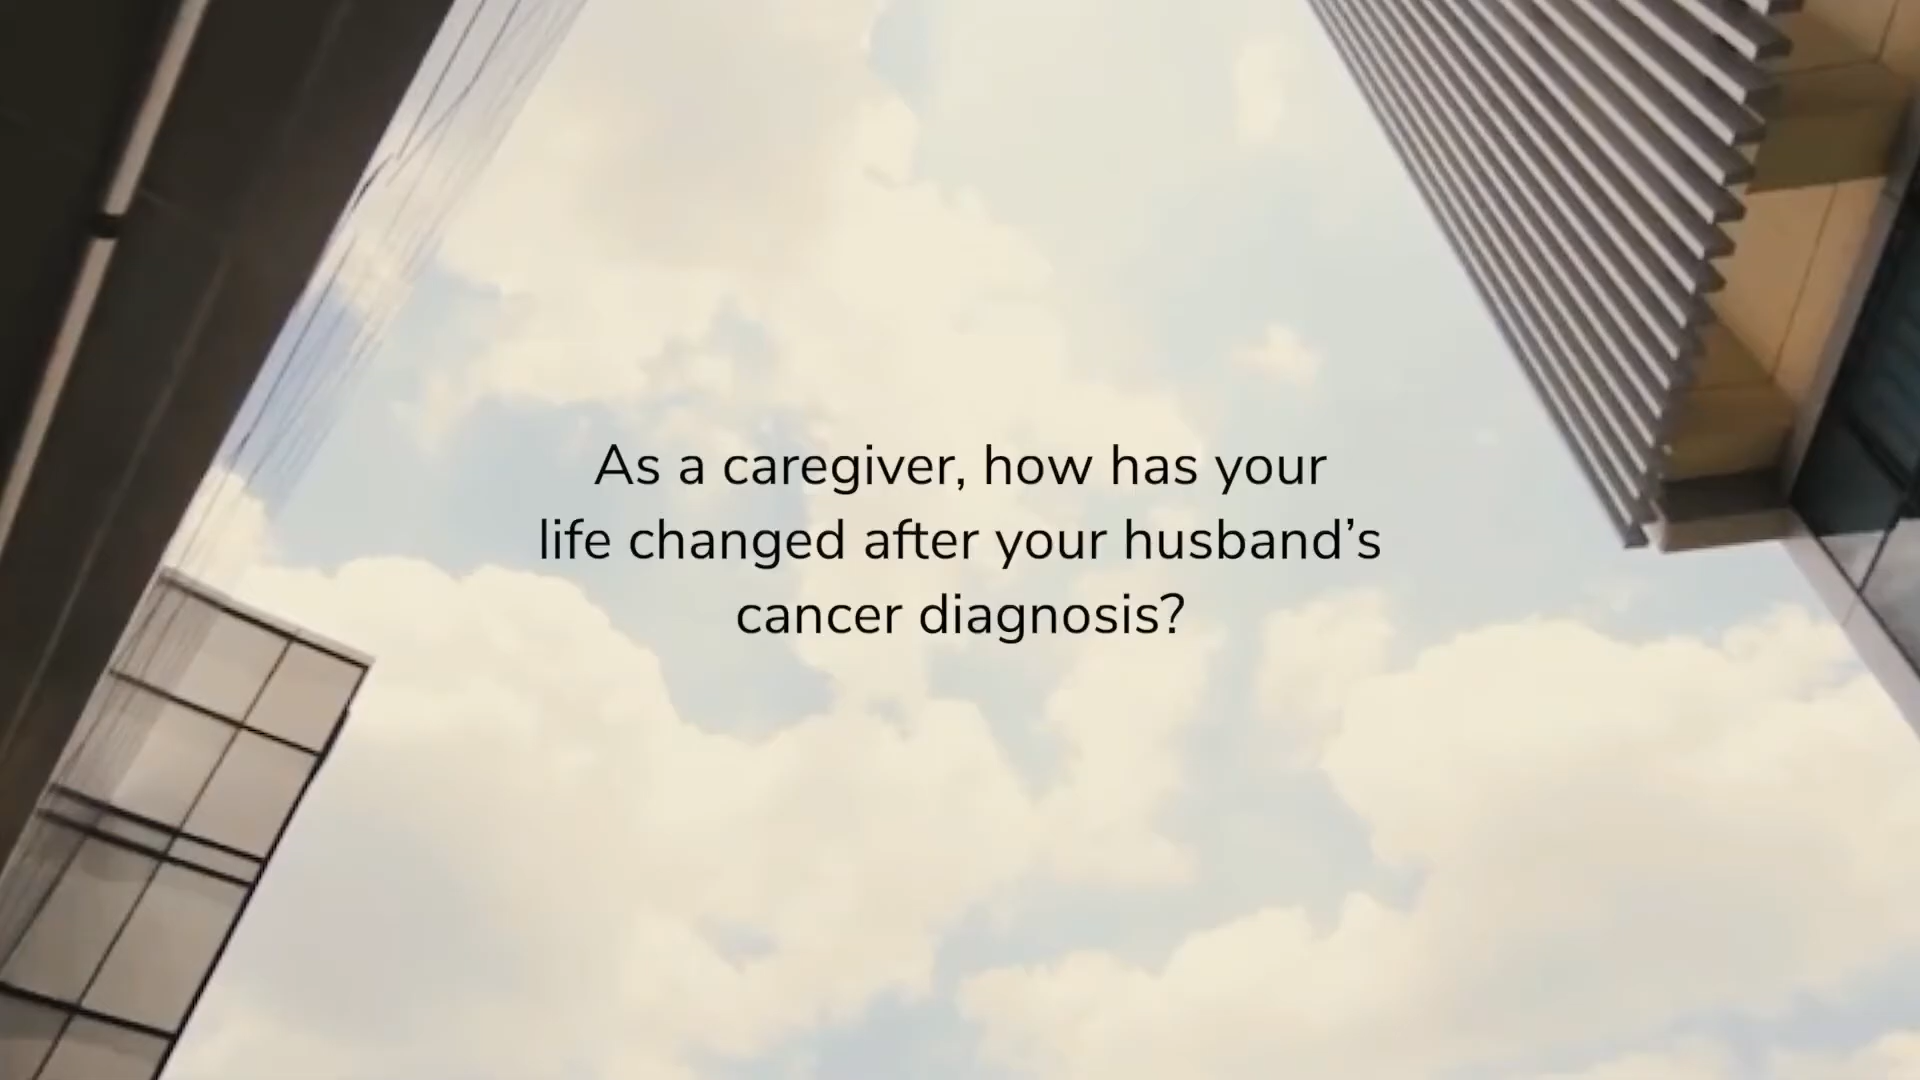 As a caregiver, how has your
life changed after your husband’s
cancer diagnosis?